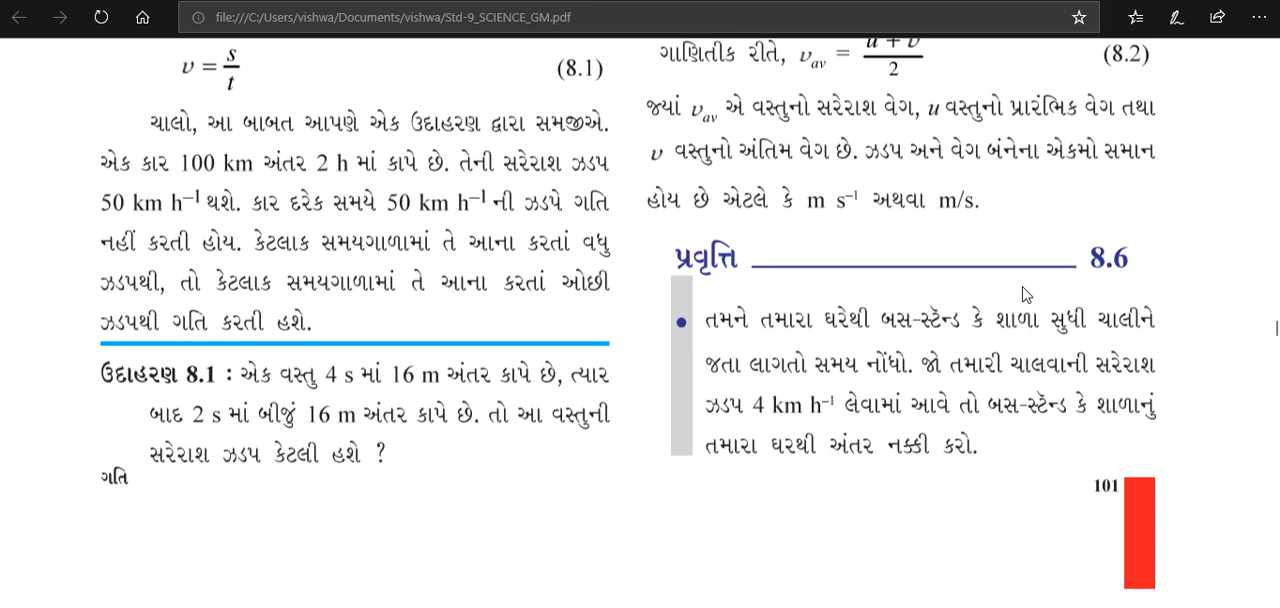 file:///C:/Users/vishwa/Documents/vishwa/Std-9_SCIENCE_GM.pdf
v = s/t (8.1)
ચાલો, આ બાબત આપણે એક ઉદાહરણ દ્વારા સમજીએ.
એક કાર 100 km અંતર 2 h માં કાપે છે. તેની સરેરાશ ઝડપ
50 km h⁻¹ થશે. કાર દરેક સમયે 50 km h⁻¹ ની ઝડપે ગતિ
નહીં કરતી હોય. કેટલાક સમયગાળામાં તે આના કરતાં વધુ
ઝડપથી, તો કેટલાક સમયગાળામાં તે આના કરતાં ઓછી
ઝડપથી ગતિ કરતી હશે.
ઉદાહરણ 8.1 : એક વસ્તુ 4 s માં 16 m અંતર કાપે છે, ત્યાર
બાદ 2 s માં બીજું 16 m અંતર કાપે છે. તો આ વસ્તુની
સરેરાશ ઝડપ કેટલી હશે ?
ગતિ
ગાણિતીક રીતે, v_av = (u + v)/2 (8.2)
જ્યાં v_av એ વસ્તુનો સરેરાશ વેગ, u વસ્તુનો પ્રારંભિક વેગ તથા
v વસ્તુનો અંતિમ વેગ છે. ઝડપ અને વેગ બંનેના એકમો સમાન
હોય છે એટલે કે m s⁻¹ અથવા m/s.
પ્રવૃત્તિ 8.6
• તમને તમારા ઘરેથી બસ-સ્ટૅન્ડ કે શાળા સુધી ચાલીને
જતા લાગતો સમય નોંધો. જો તમારી ચાલવાની સરેરાશ
ઝડપ 4 km h⁻¹ લેવામાં આવે તો બસ-સ્ટૅન્ડ કે શાળાનું
તમારા ઘરથી અંતર નક્કી કરો.
101